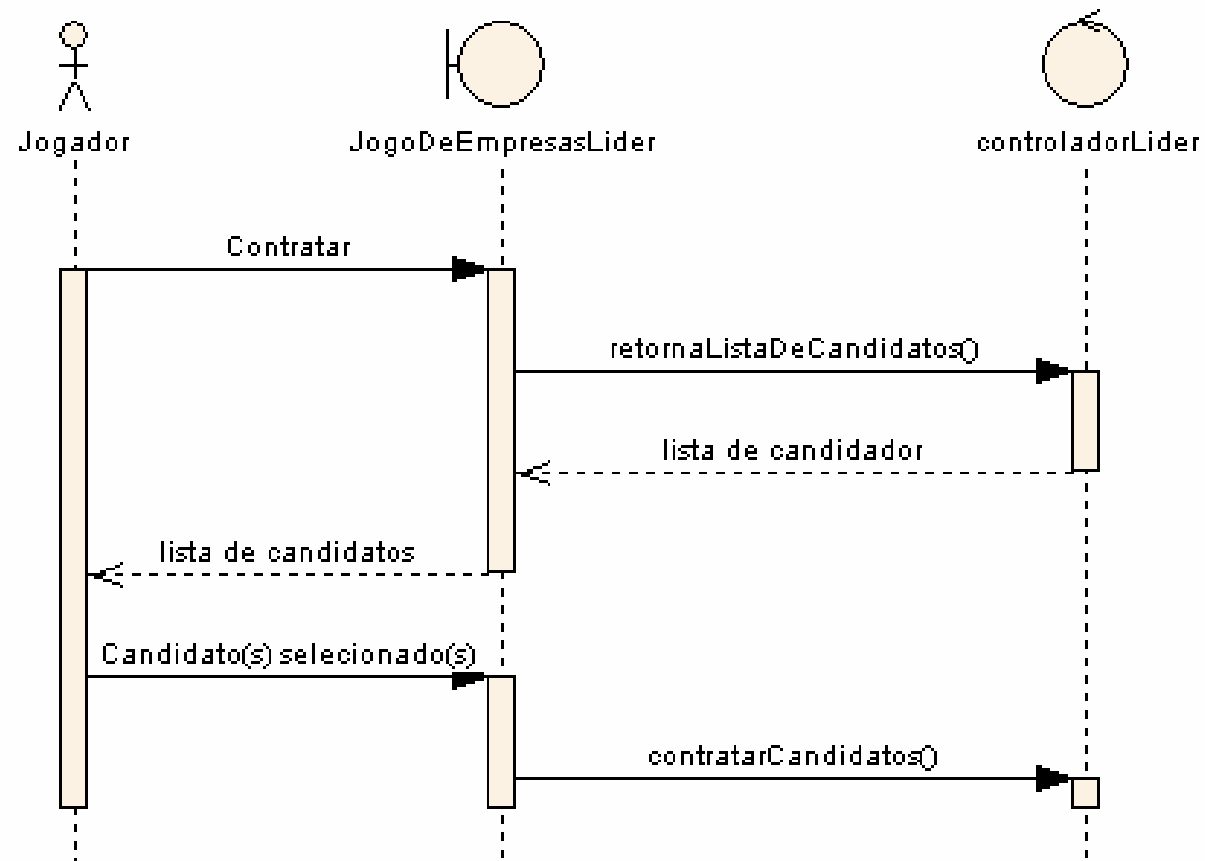 Jogador
JogoDeEmpresasLider
controladorLider
Contratar
retornaListaDeCandidatos()
lista de candidador
lista de candidatos
Candidato(s) selecionado(s)
contratarCandidatos()